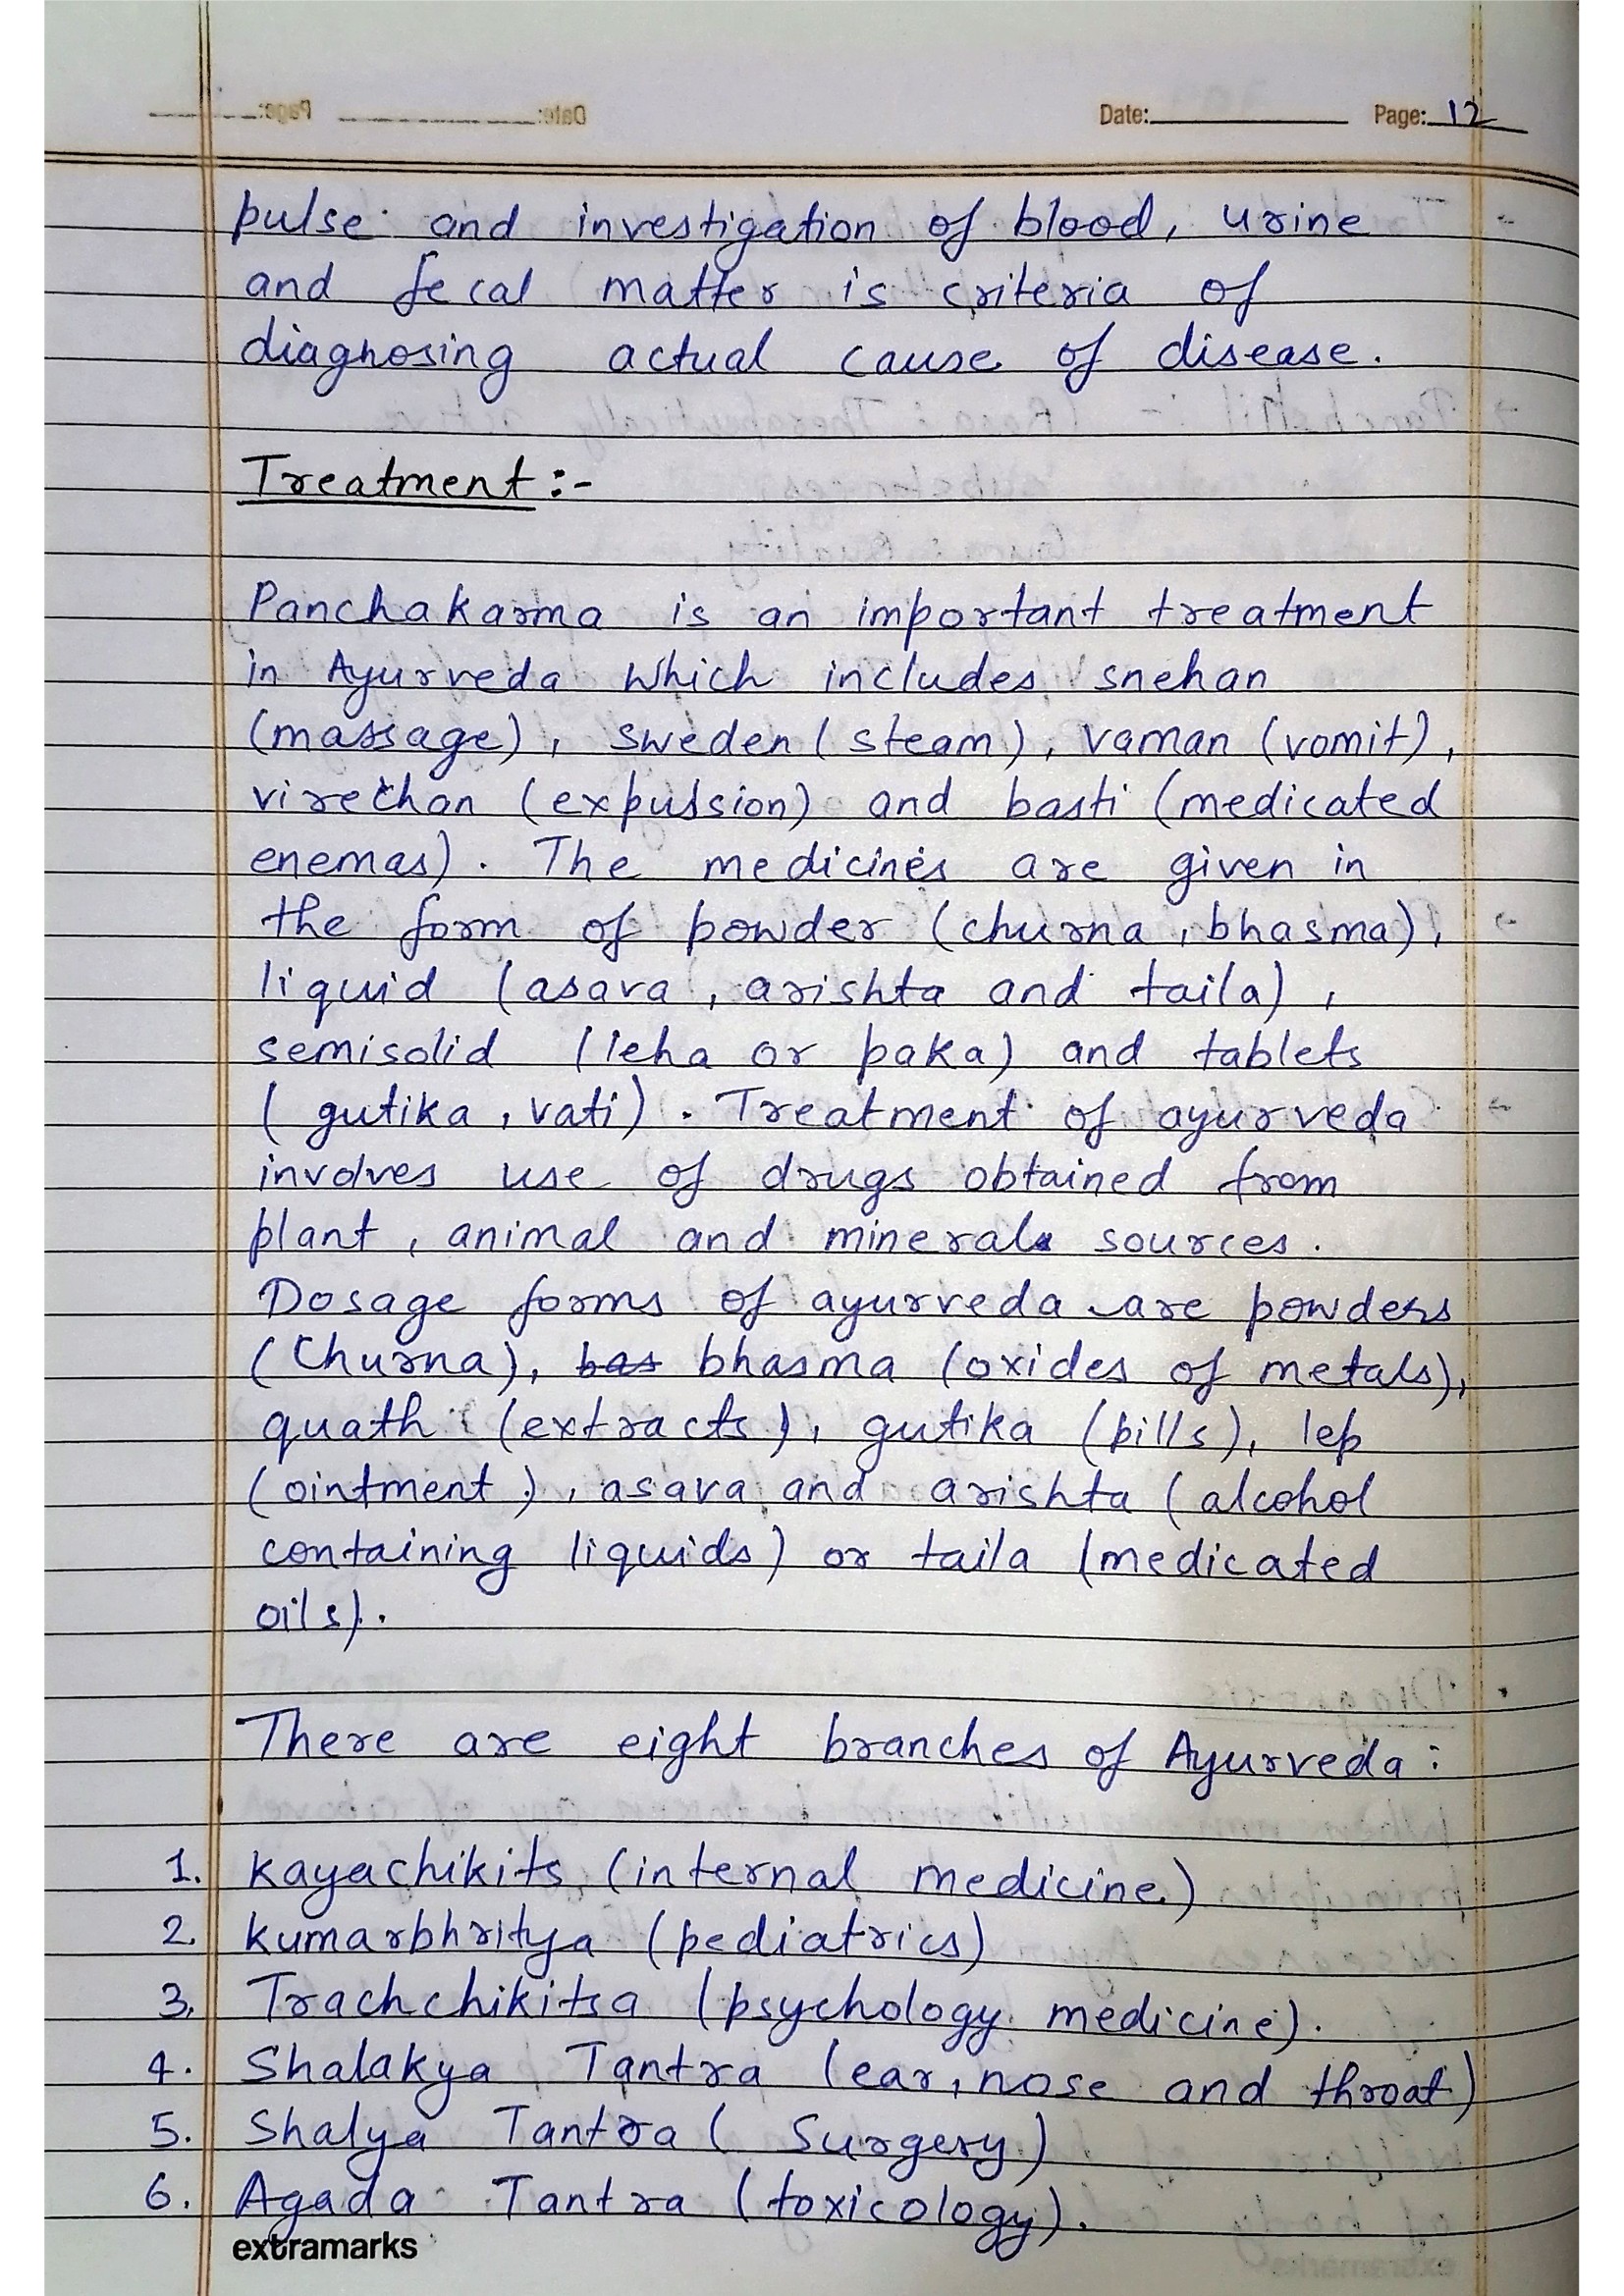 Date: Page: 12
pulse and investigation of blood, urine
and fecal matter is criteria of
diagnosing actual cause of disease.
Treatment :-
Panchakarma is an important treatment
in Ayurveda which includes snehan
(massage), sweden (steam), vaman (vomit),
virechan (expulsion) and basti (medicated
enemas). The medicines are given in
the form of powder (churna, bhasma),
liquid (asava, arishta and taila),
semisolid (leha or paka) and tablets
(gutika, vati). Treatment of ayurveda
involves use of drugs obtained from
plant, animal and mineral sources.
Dosage forms of ayurveda are powders
(Churna), bas bhasma (oxides of metals),
quath (extracts), gutika (pills), lep
(ointment), asava and arishta (alcohol
containing liquids) or taila (medicated
oils).
There are eight branches of Ayurveda:
1. Kayachikits (internal medicine)
2. Kumarbhritya (pediatrics)
3. Trachchikitsa (psychology medicine).
4. Shalakya Tantra (ear, nose and throat)
5. Shalya Tantra (Surgery)
6. Agada Tantra (toxicology).
extramarks